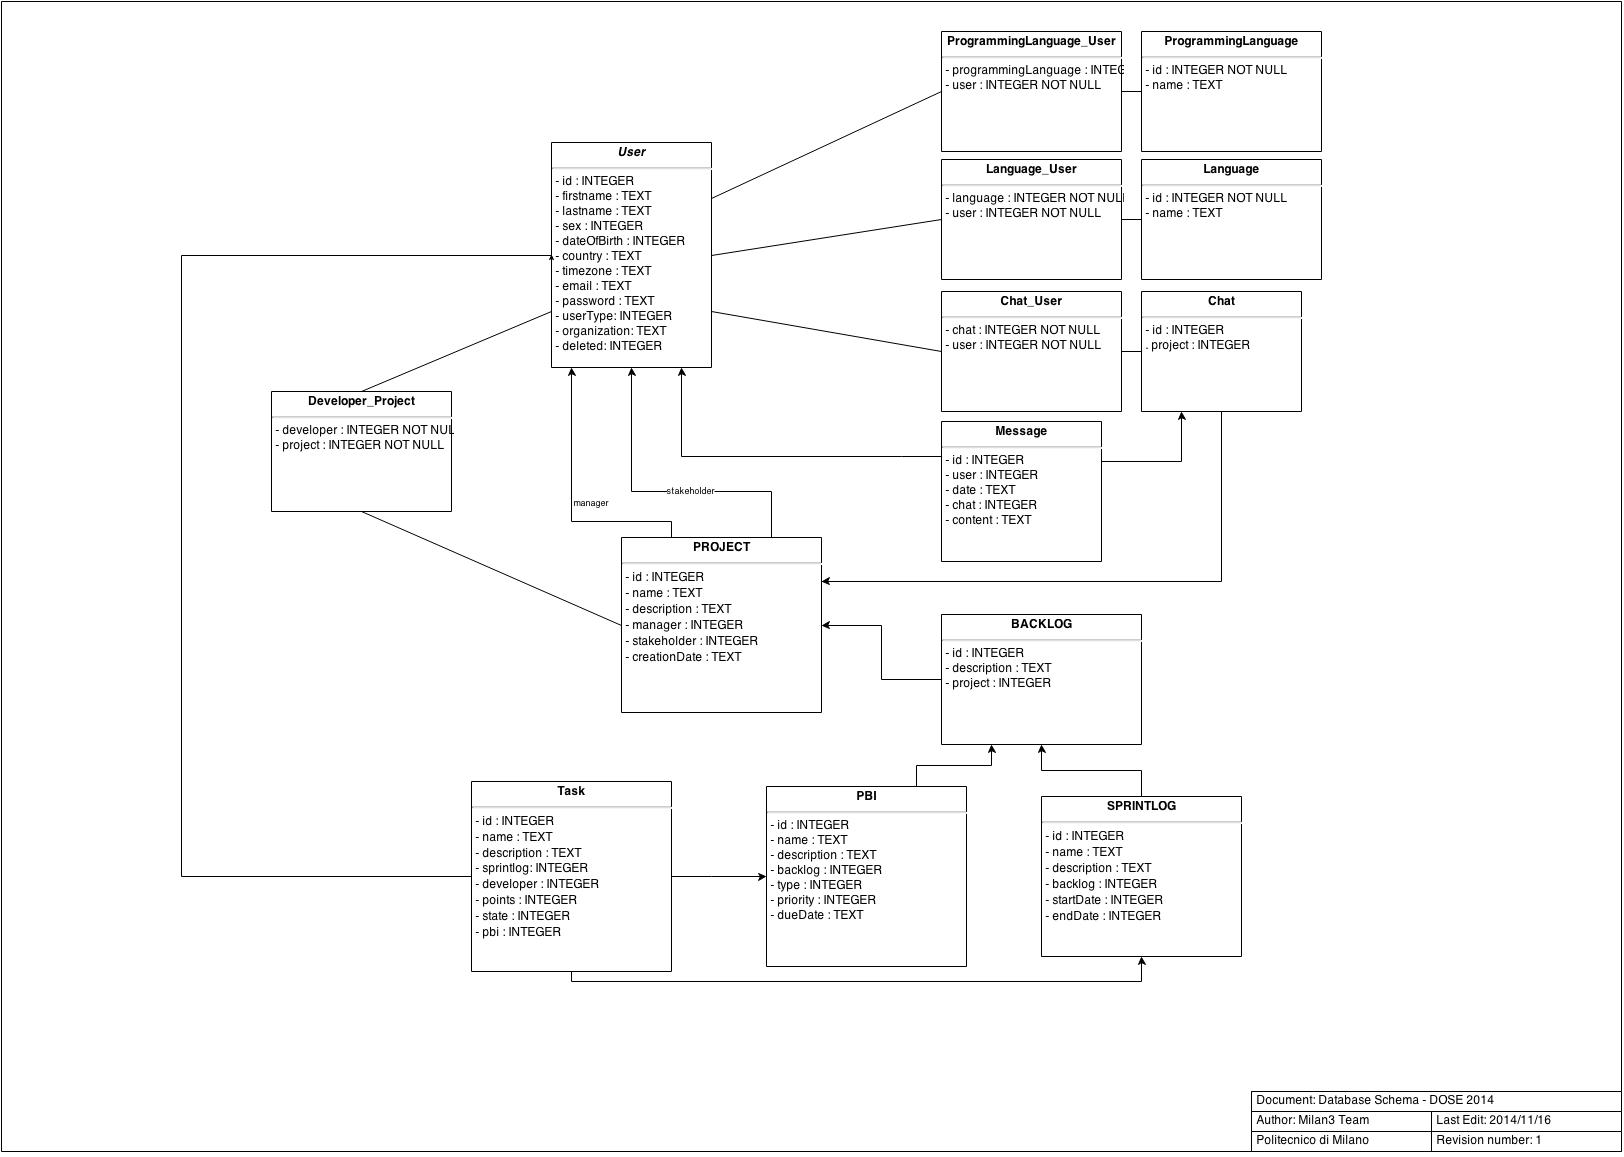 ProgrammingLanguage_User
- programmingLanguage : INTEG
- user : INTEGER NOT NULL
ProgrammingLanguage
- id : INTEGER NOT NULL
- name : TEXT
User
- id : INTEGER
- firstname : TEXT
- lastname : TEXT
- sex : INTEGER
- dateOfBirth : INTEGER
- country : TEXT
- timezone : TEXT
- email : TEXT
- password : TEXT
- userType: INTEGER
- organization: TEXT
- deleted: INTEGER
Language_User
- language : INTEGER NOT NULL
- user : INTEGER NOT NULL
Language
- id : INTEGER NOT NULL
- name : TEXT
Chat_User
- chat : INTEGER NOT NULL
- user : INTEGER NOT NULL
Chat
- id : INTEGER
. project : INTEGER
Developer_Project
- developer : INTEGER NOT NUL
- project : INTEGER NOT NULL
Message
- id : INTEGER
- user : INTEGER
- date : TEXT
- chat : INTEGER
- content : TEXT
manager
stakeholder
PROJECT
- id : INTEGER
- name : TEXT
- description : TEXT
- manager : INTEGER
- stakeholder : INTEGER
- creationDate : TEXT
BACKLOG
- id : INTEGER
- description : TEXT
- project : INTEGER
Task
- id : INTEGER
- name : TEXT
- description : TEXT
- sprintlog: INTEGER
- developer : INTEGER
- points : INTEGER
- state : INTEGER
- pbi : INTEGER
PBI
- id : INTEGER
- name : TEXT
- description : TEXT
- backlog : INTEGER
- type : INTEGER
- priority : INTEGER
- dueDate : TEXT
SPRINTLOG
- id : INTEGER
- name : TEXT
- description : TEXT
- backlog : INTEGER
- startDate : INTEGER
- endDate : INTEGER
Document: Database Schema - DOSE 2014
Author: Milan3 Team
Last Edit: 2014/11/16
Politecnico di Milano
Revision number: 1